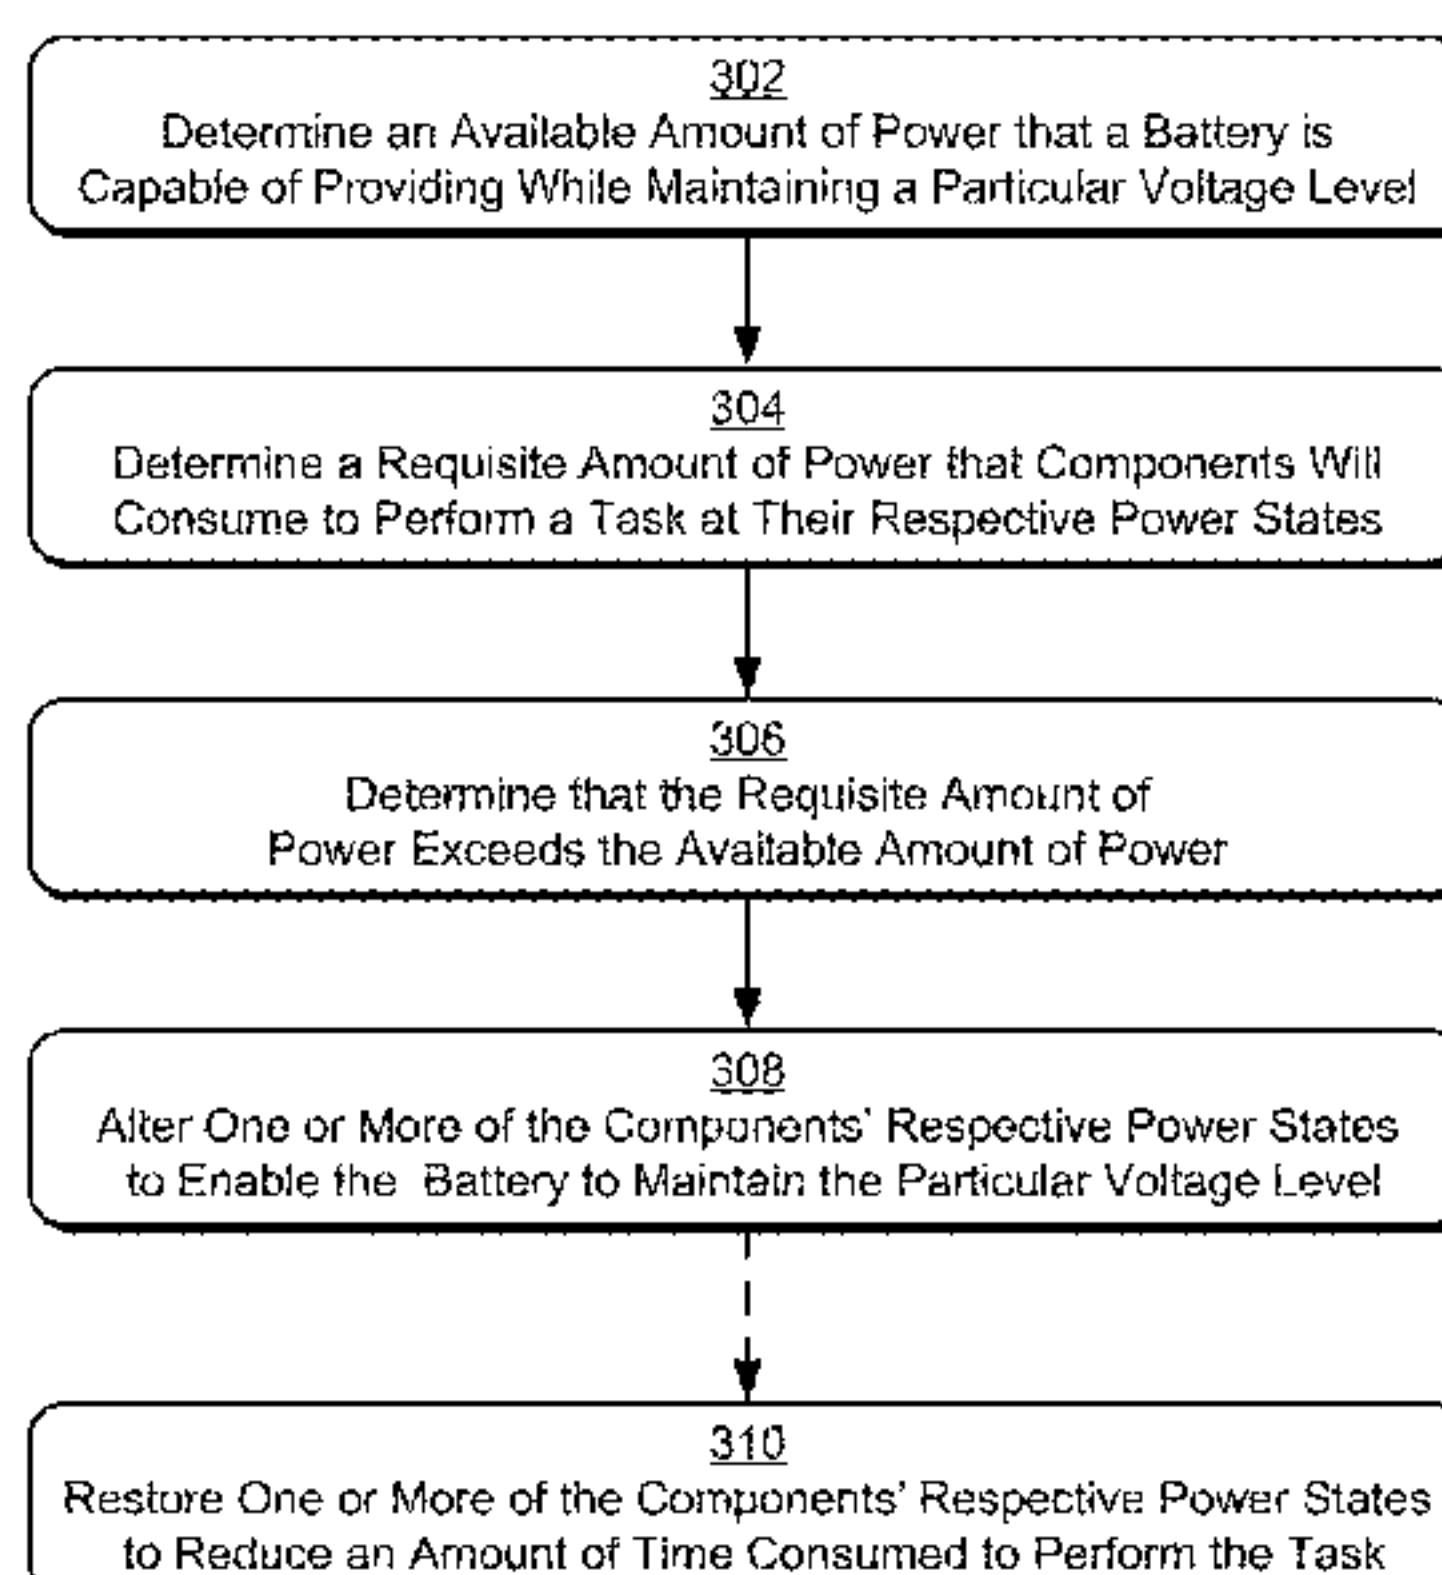 302
Determine an Available Amount of Power that a Battery is
Capable of Providing While Maintaining a Particular Voltage Level
304
Determine a Requisite Amount of Power that Components Will
Consume to Perform a Task at Their Respective Power States
306
Determine that the Requisite Amount of
Power Exceeds the Available Amount of Power
308
Alter One or More of the Components' Respective Power States
to Enable the Battery to Maintain the Particular Voltage Level
310
Restore One or More of the Components' Respective Power States
to Reduce an Amount of Time Consumed to Perform the Task